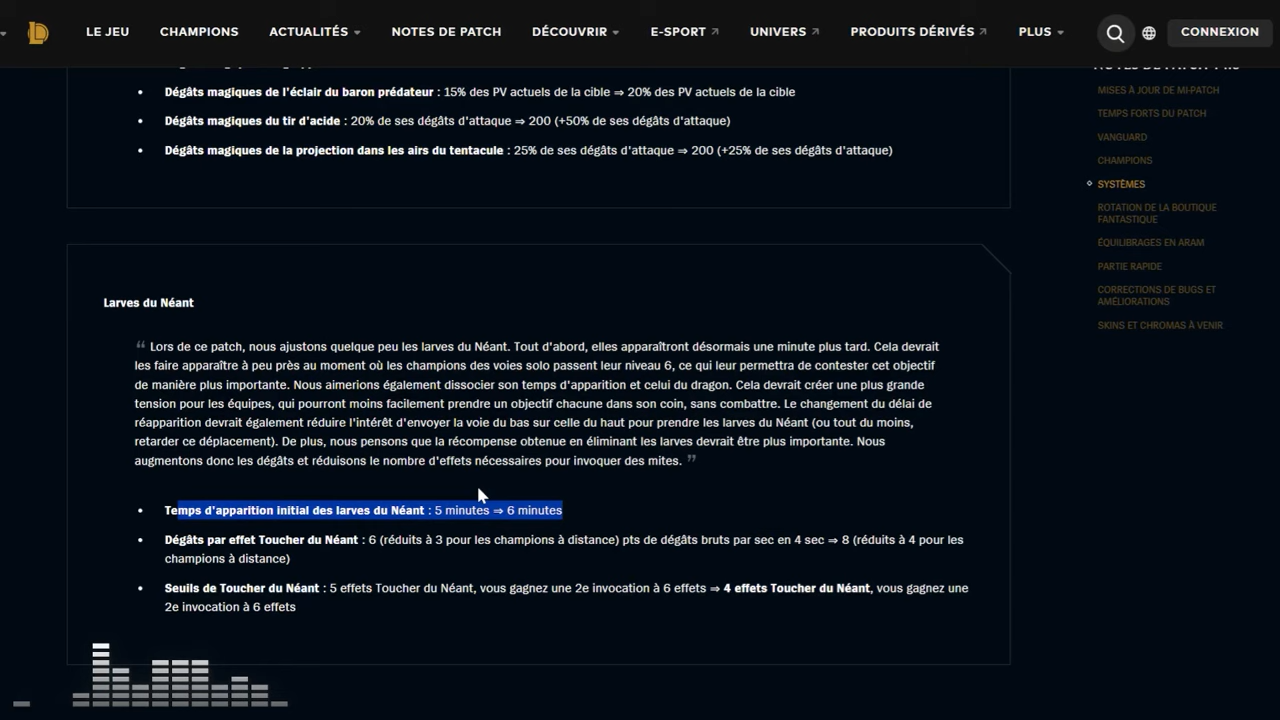 LE JEU CHAMPIONS ACTUALITÉS NOTES DE PATCH DÉCOUVRIR E-SPORT UNIVERS PRODUITS DÉRIVÉS PLUS CONNEXION
Dégâts magiques de l'éclair du baron prédateur : 15% des PV actuels de la cible ⇒ 20% des PV actuels de la cible
Dégâts magiques du tir d'acide : 20% de ses dégâts d'attaque ⇒ 200 (+50% de ses dégâts d'attaque)
Dégâts magiques de la projection dans les airs du tentacule : 25% de ses dégâts d'attaque ⇒ 200 (+25% de ses dégâts d'attaque)
Larves du Néant
“ Lors de ce patch, nous ajustons quelque peu les larves du Néant. Tout d'abord, elles apparaîtront désormais une minute plus tard. Cela devrait
les faire apparaître à peu près au moment où les champions des voies solo passent leur niveau 6, ce qui leur permettra de contester cet objectif
de manière plus importante. Nous aimerions également dissocier son temps d'apparition et celui du dragon. Cela devrait créer une plus grande
tension pour les équipes, qui pourront moins facilement prendre un objectif chacune dans son coin, sans combattre. Le changement du délai de
réapparition devrait également réduire l'intérêt d'envoyer la voie du bas sur celle du haut pour prendre les larves du Néant (ou tout du moins,
retarder ce déplacement). De plus, nous pensons que la récompense obtenue en éliminant les larves devrait être plus importante. Nous
augmentons donc les dégâts et réduisons le nombre d'effets nécessaires pour invoquer des mites. ”
Temps d'apparition initial des larves du Néant : 5 minutes ⇒ 6 minutes
Dégâts par effet Toucher du Néant : 6 (réduits à 3 pour les champions à distance) pts de dégâts bruts par sec en 4 sec ⇒ 8 (réduits à 4 pour les
champions à distance)
Seuils de Toucher du Néant : 5 effets Toucher du Néant, vous gagnez une 2e invocation à 6 effets ⇒ 4 effets Toucher du Néant, vous gagnez une
2e invocation à 6 effets
MISES À JOUR DE MI-PATCH
TEMPS FORTS DU PATCH
VANGUARD
CHAMPIONS
SYSTÈMES
ROTATION DE LA BOUTIQUE
FANTASTIQUE
ÉQUILIBRAGES EN ARAM
PARTIE RAPIDE
CORRECTIONS DE BUGS ET
AMÉLIORATIONS
SKINS ET CHROMAS À VENIR